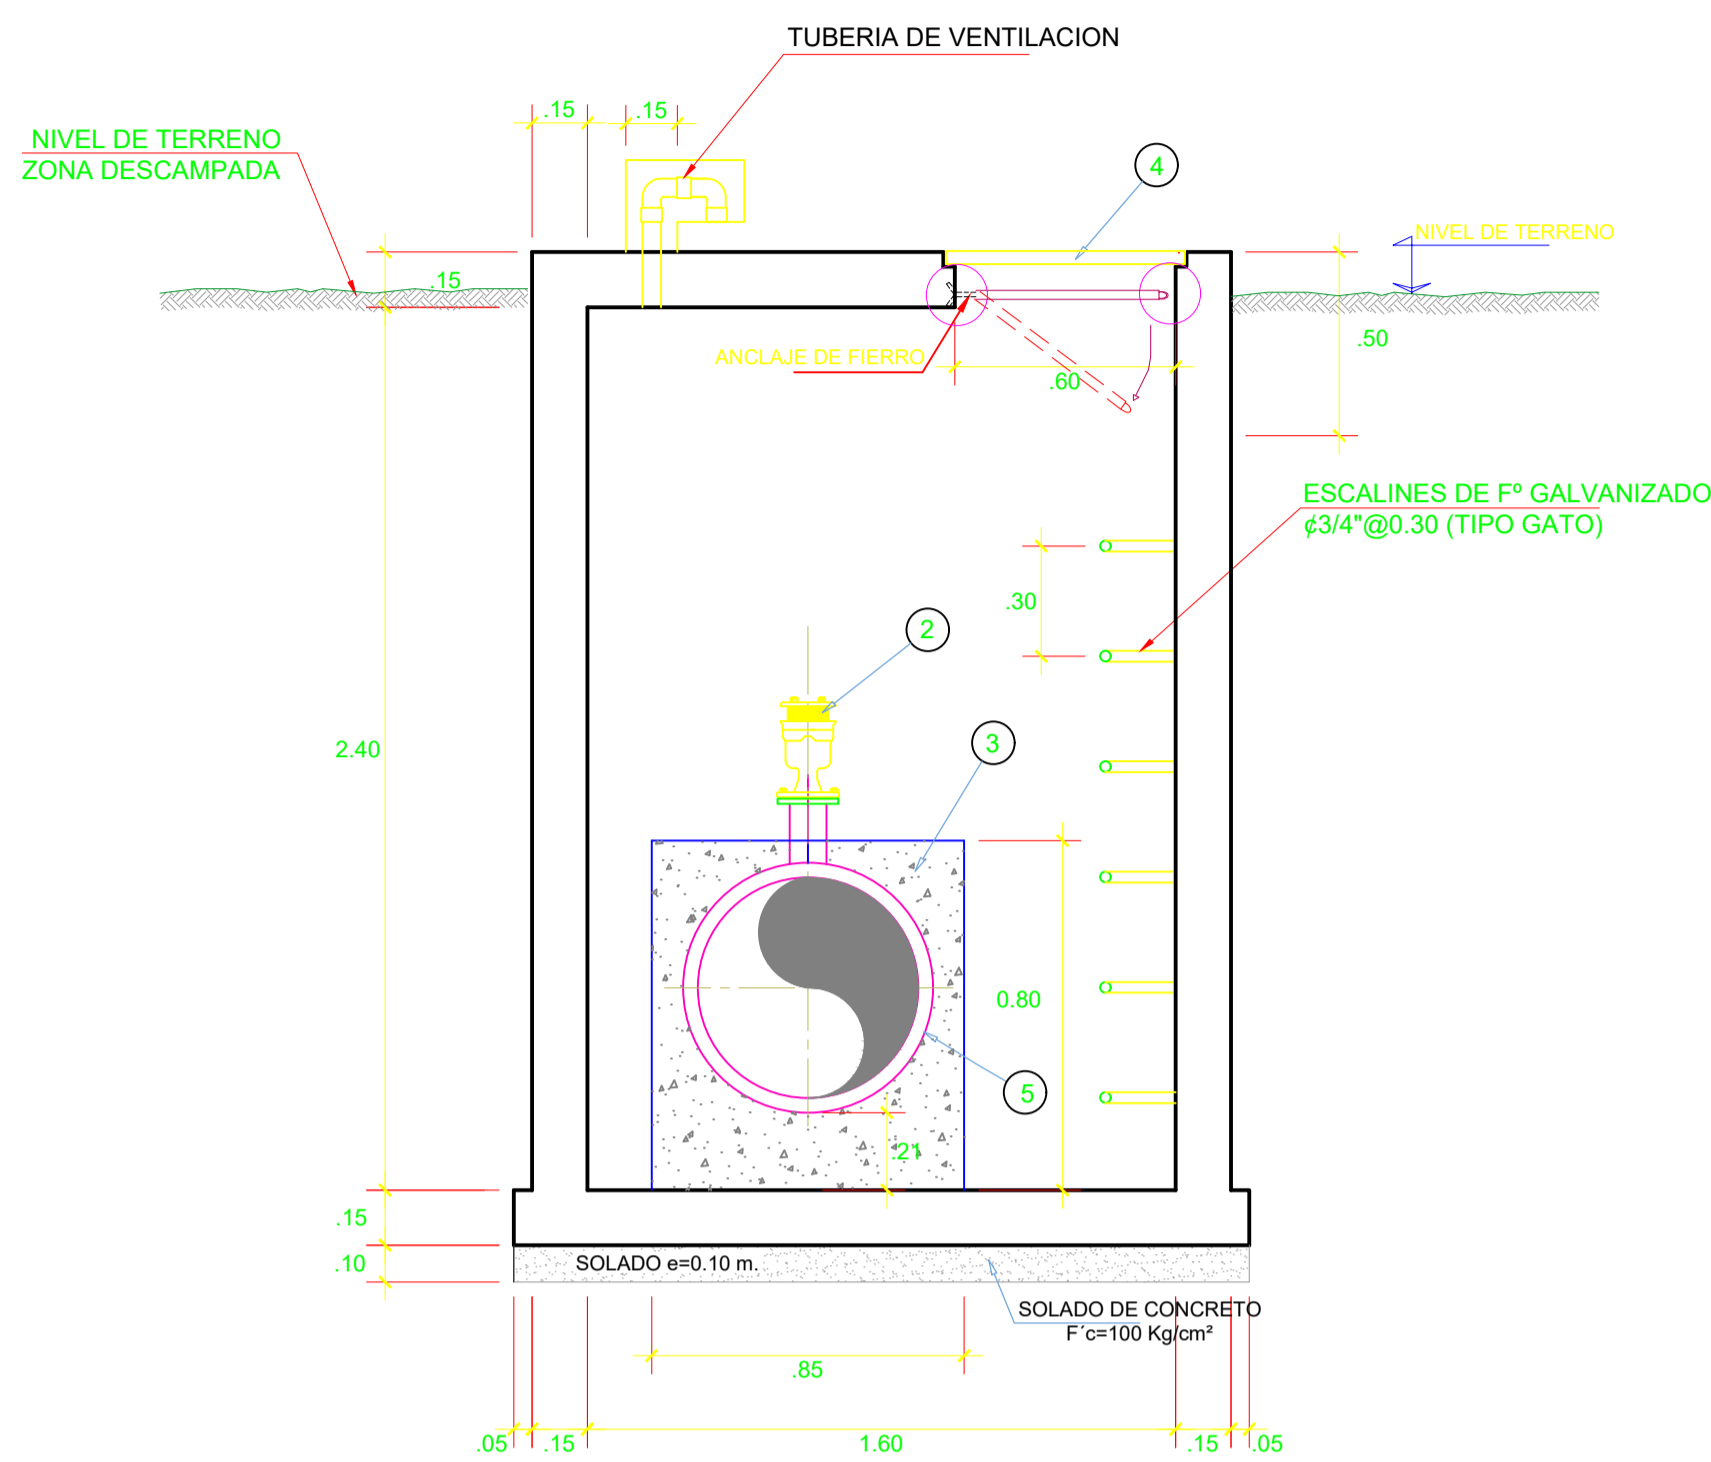 TUBERIA DE VENTILACION
.15
.15
NIVEL DE TERRENO
ZONA DESCAMPADA
4
NIVEL DE TERRENO
.15
.50
ANCLAJE DE FIERRO
.60
ESCALINES DE Fº GALVANIZADO
¢3/4"@0.30 (TIPO GATO)
.30
2
3
2.40
0.80
5
.21
.15
.10
SOLADO e=0.10 m.
SOLADO DE CONCRETO
F´c=100 Kg/cm²
.85
.05
.15
1.60
.15
.05